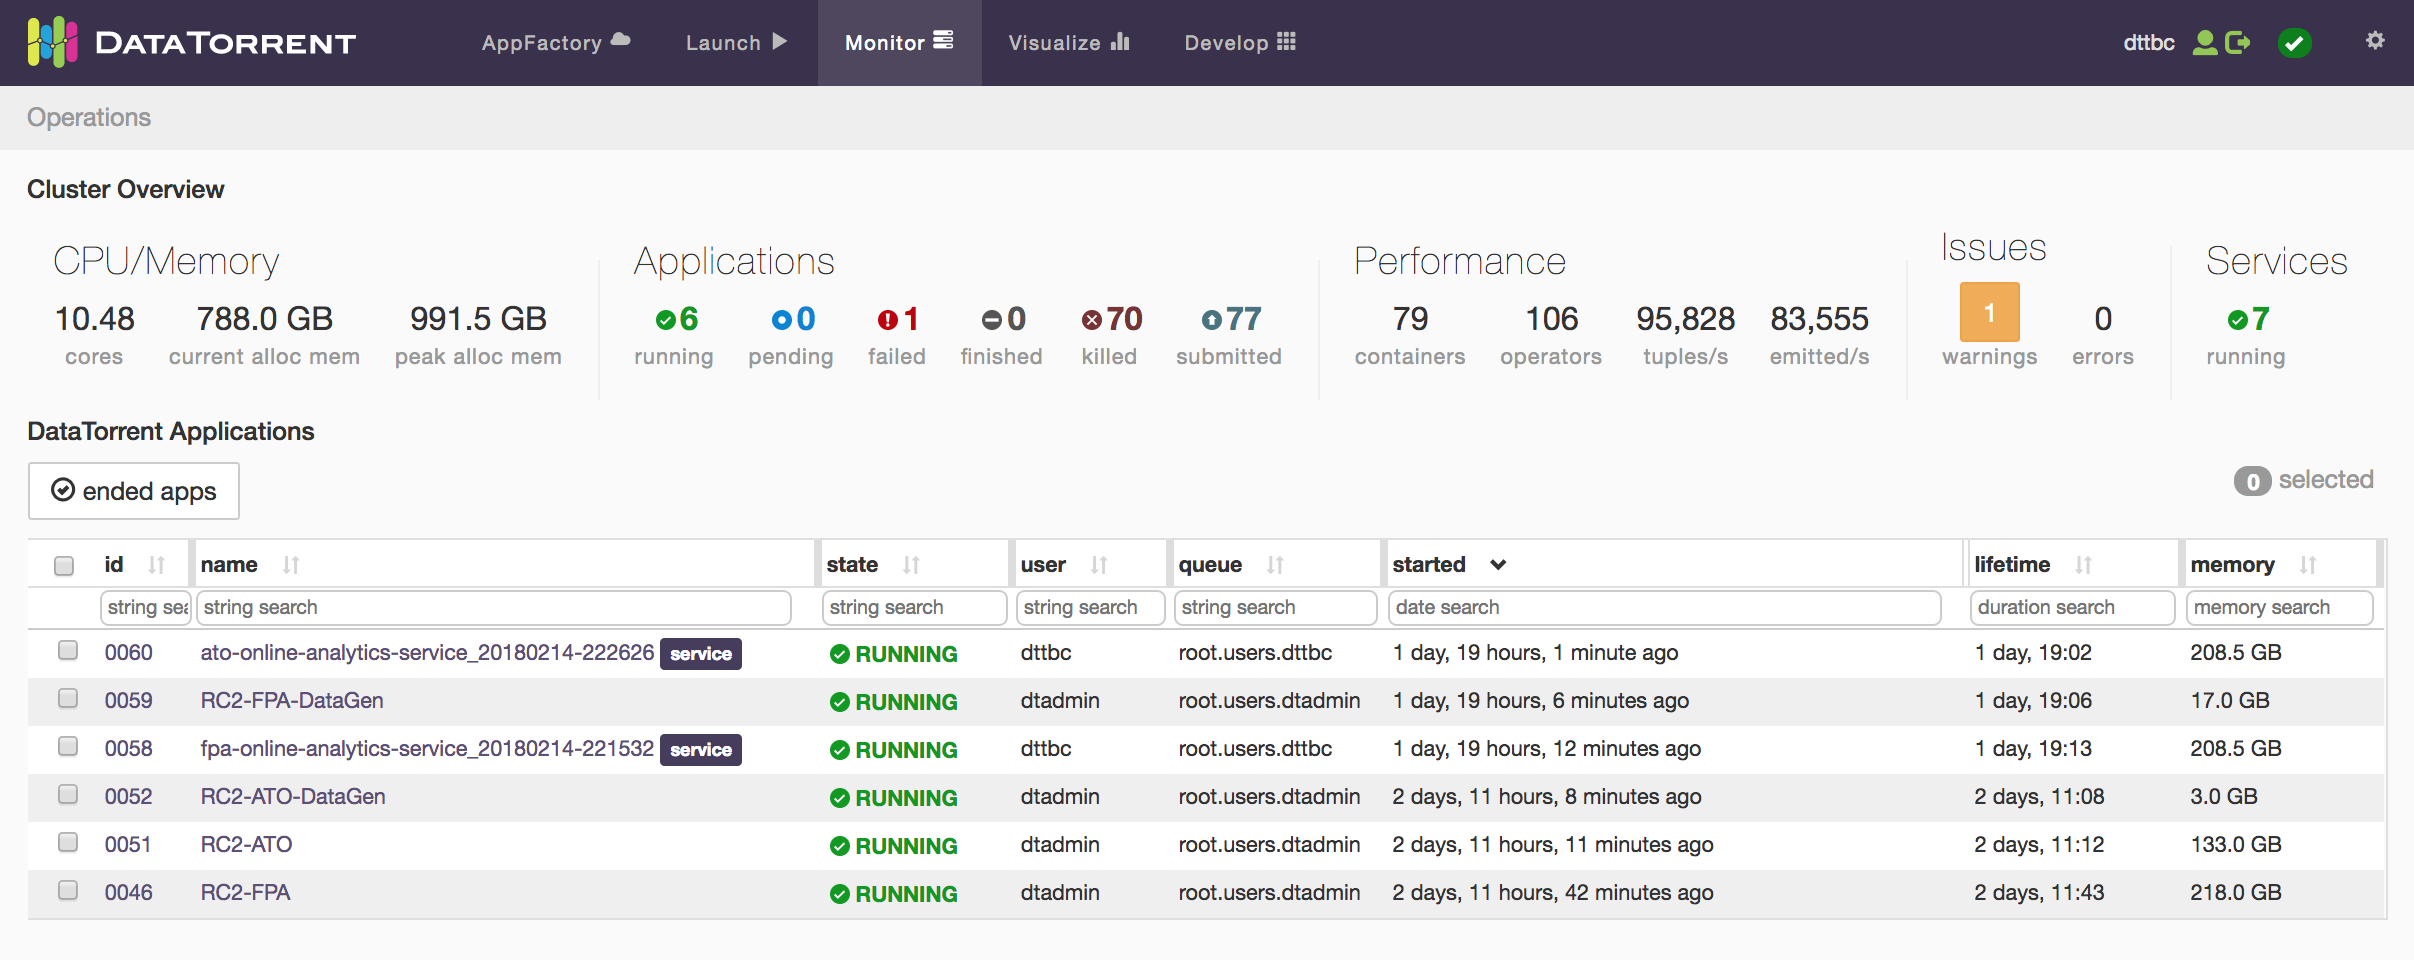 DATATORRENT AppFactory Launch Monitor Visualize Develop dttbc
Operations
Cluster Overview
CPU/Memory Applications Performance Issues Services
10.48 788.0 GB 991.5 GB 6 0 1 0 70 77 79 106 95,828 83,555 1 0 7
cores current alloc mem peak alloc mem running pending failed finished killed submitted containers operators tuples/s emitted/s warnings errors running
DataTorrent Applications
ended apps 0 selected
id name state user queue started lifetime memory
string sea string search string search string search string search date search duration search memory search
0060 ato-online-analytics-service_20180214-222626 service RUNNING dttbc root.users.dttbc 1 day, 19 hours, 1 minute ago 1 day, 19:02 208.5 GB
0059 RC2-FPA-DataGen RUNNING dtadmin root.users.dtadmin 1 day, 19 hours, 6 minutes ago 1 day, 19:06 17.0 GB
0058 fpa-online-analytics-service_20180214-221532 service RUNNING dttbc root.users.dttbc 1 day, 19 hours, 12 minutes ago 1 day, 19:13 208.5 GB
0052 RC2-ATO-DataGen RUNNING dtadmin root.users.dtadmin 2 days, 11 hours, 8 minutes ago 2 days, 11:08 3.0 GB
0051 RC2-ATO RUNNING dtadmin root.users.dtadmin 2 days, 11 hours, 11 minutes ago 2 days, 11:12 133.0 GB
0046 RC2-FPA RUNNING dtadmin root.users.dtadmin 2 days, 11 hours, 42 minutes ago 2 days, 11:43 218.0 GB